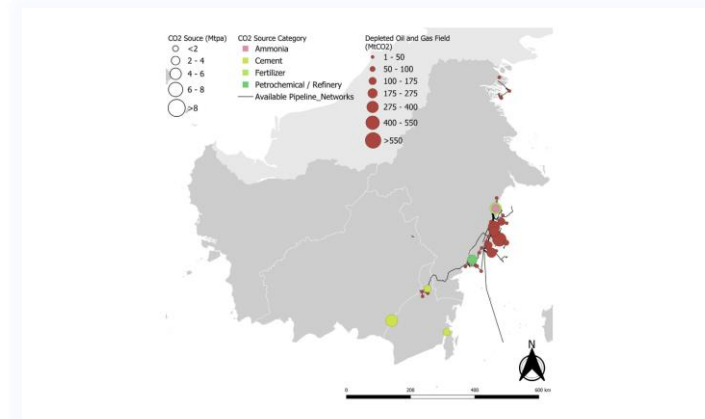 CO2 Souce (Mtpa)
<2
2 - 4
4 - 6
6 - 8
>8
CO2 Source Category
Ammonia
Cement
Fertilizer
Petrochemical / Refinery
Available Pipeline_Networks
Depleted Oil and Gas Field
(MtCO2)
1 - 50
50 - 100
100 - 175
175 - 275
275 - 400
400 - 550
>550
N
0 200 400 600 km